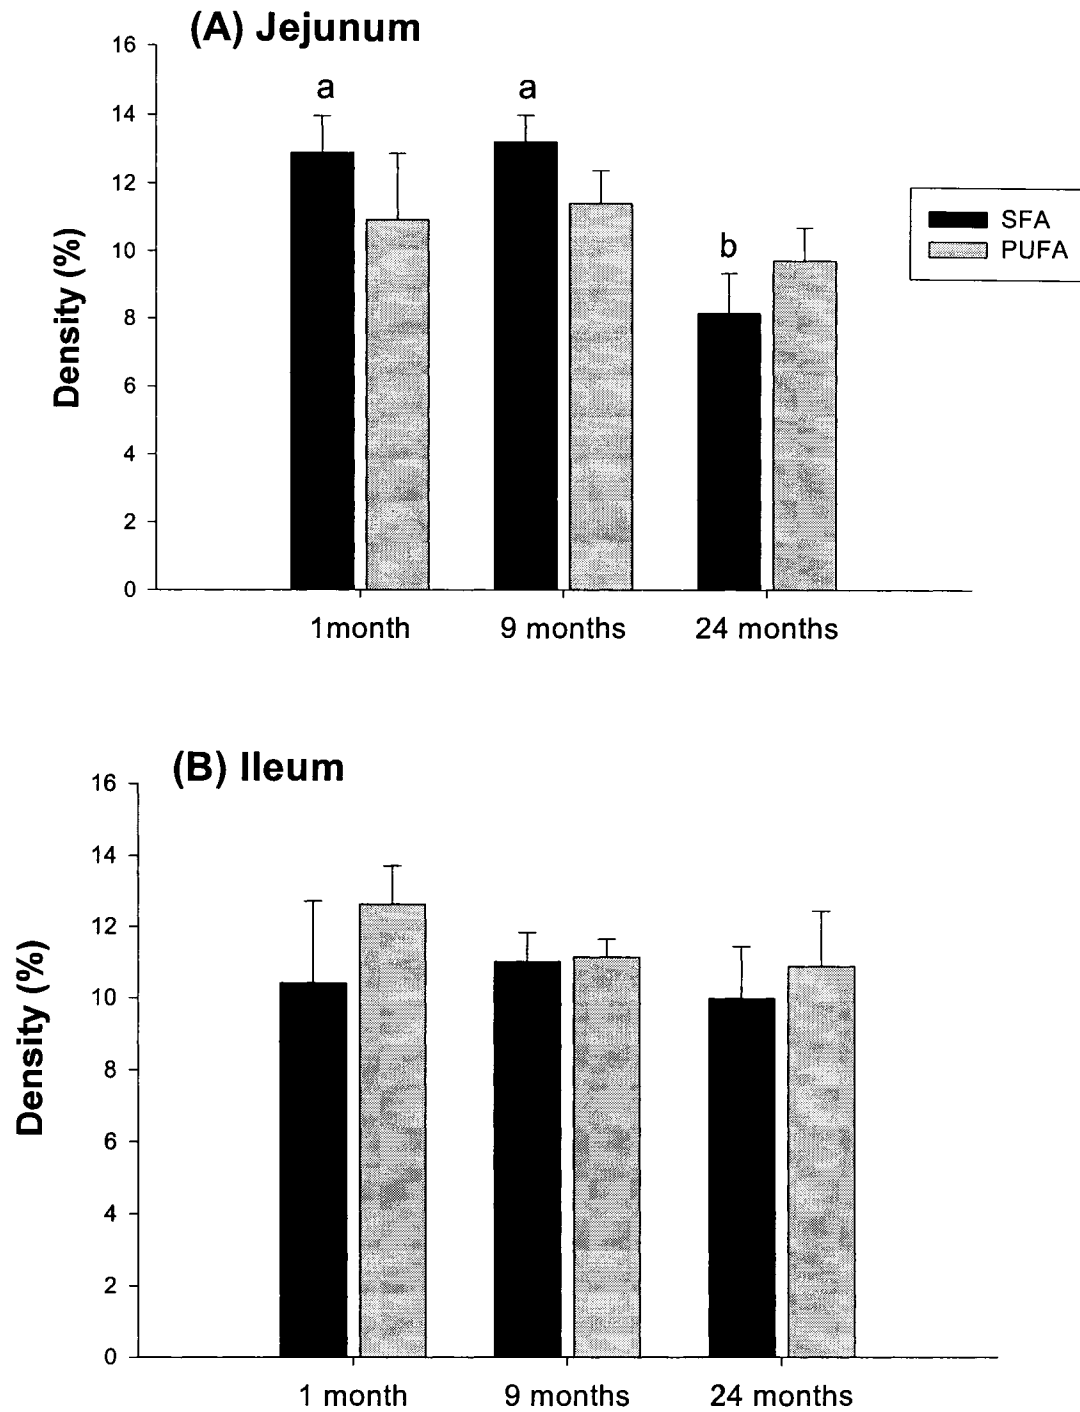 (A) Jejunum
16
14
12
10
8
6
4
2
0
Density (%)
a
a
b
SFA
PUFA
1month
9 months
24 months
(B) Ileum
16
14
12
10
8
6
4
2
0
Density (%)
1 month
9 months
24 months